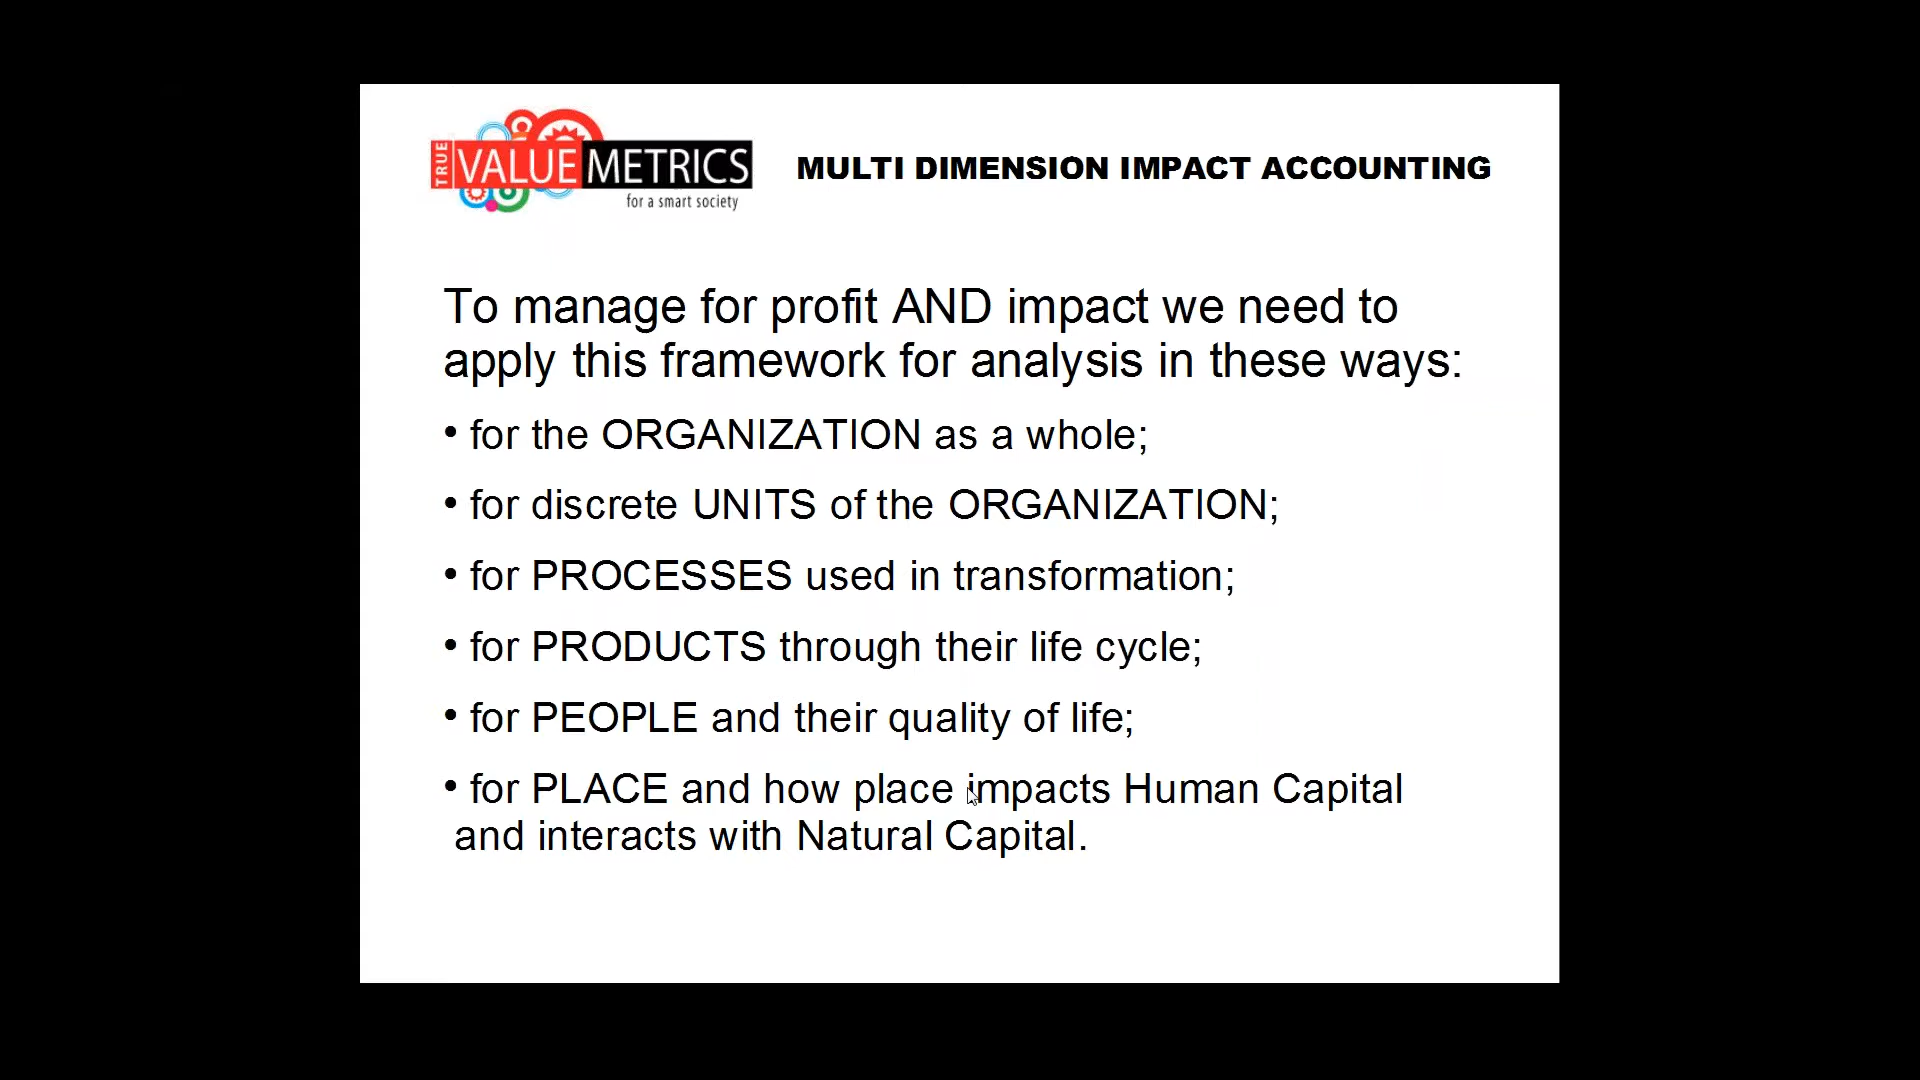 TRUE VALUE METRICS
for a smart society
MULTI DIMENSION IMPACT ACCOUNTING
To manage for profit AND impact we need to
apply this framework for analysis in these ways:
• for the ORGANIZATION as a whole;
• for discrete UNITS of the ORGANIZATION;
• for PROCESSES used in transformation;
• for PRODUCTS through their life cycle;
• for PEOPLE and their quality of life;
• for PLACE and how place impacts Human Capital
and interacts with Natural Capital.